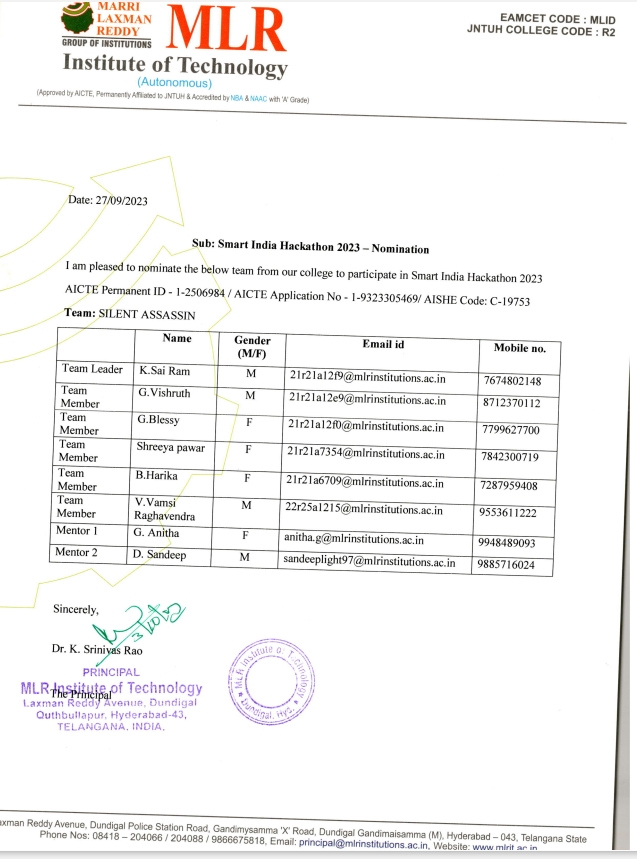 MARRI
LAXMAN
REDDY
GROUP OF INSTITUTIONS
MLR
Institute of Technology
(Autonomous)
(Approved by AICTE, Permanently Affiliated to JNTUH & Accredited by NBA & NAAC with 'A' Grade)
EAMCET CODE : MLID
JNTUH COLLEGE CODE : R2
Date: 27/09/2023
Sub: Smart India Hackathon 2023 – Nomination
I am pleased to nominate the below team from our college to participate in Smart India Hackathon 2023
AICTE Permanent ID - 1-2506984 / AICTE Application No - 1-9323305469/ AISHE Code: C-19753
Team: SILENT ASSASSIN
Name Gender (M/F) Email id Mobile no.
Team Leader K.Sai Ram M 21r21a12f9@mlrinstitutions.ac.in 7674802148
Team Member G.Vishruth M 21r21a12e9@mlrinstitutions.ac.in 8712370112
Team Member G.Blessy F 21r21a12f0@mlrinstitutions.ac.in 7799627700
Team Member Shreeya pawar F 21r21a7354@mlrinstitutions.ac.in 7842300719
Team Member B.Harika F 21r21a6709@mlrinstitutions.ac.in 7287959408
Team Member V.Vamsi Raghavendra M 22r25a1215@mlrinstitutions.ac.in 9553611222
Mentor 1 G. Anitha F anitha.g@mlrinstitutions.ac.in 9948489093
Mentor 2 D. Sandeep M sandeeplight97@mlrinstitutions.ac.in 9885716024
Sincerely,
Dr. K. Srinivas Rao
PRINCIPAL
MLR Institute of Technology
The Principal
Laxman Reddy Avenue, Dundigal
Quthbullapur, Hyderabad-43,
TELANGANA, INDIA.
MLR Institute of Technology
Dundigal, Hyd.
Laxman Reddy Avenue, Dundigal Police Station Road, Gandimysamma 'X' Road, Dundigal Gandimaisamma (M), Hyderabad – 043, Telangana State
Phone Nos: 08418 – 204066 / 204088 / 9866675818, Email: principal@mlrinstitutions.ac.in, Website: www.mlrit.ac.in